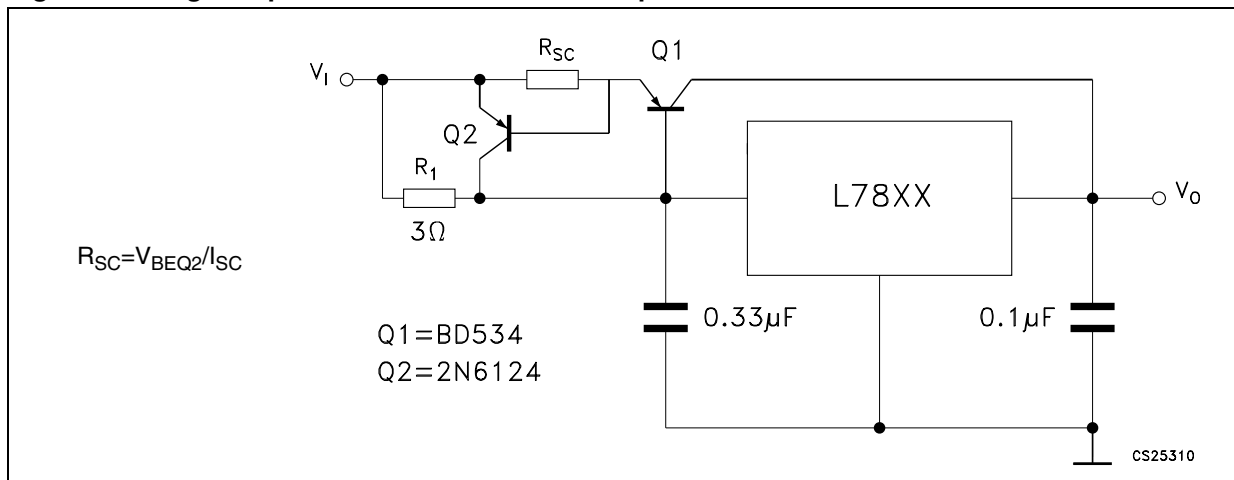 R_SC
Q1
V_I
Q2
R_1
3Ω
L78XX
V_O
R_SC=V_BEQ2/I_SC
0.33µF
0.1µF
Q1=BD534
Q2=2N6124
CS25310